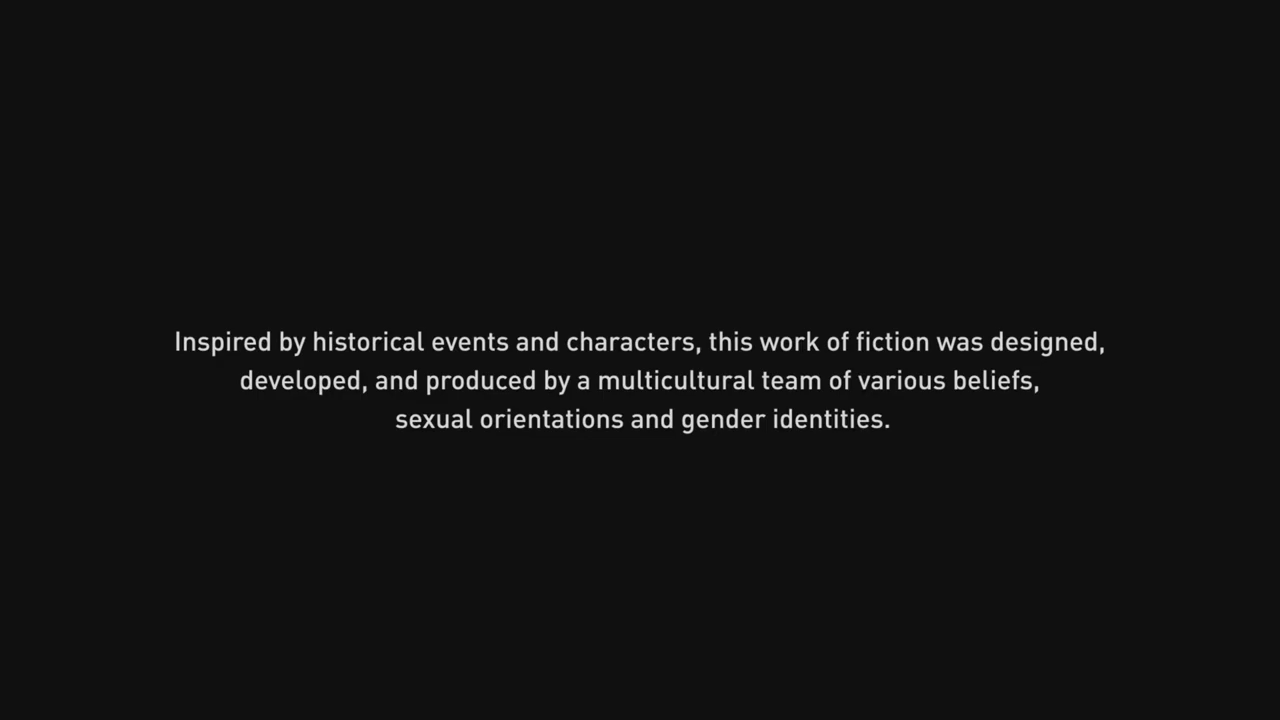 Inspired by historical events and characters, this work of fiction was designed,
developed, and produced by a multicultural team of various beliefs,
sexual orientations and gender identities.